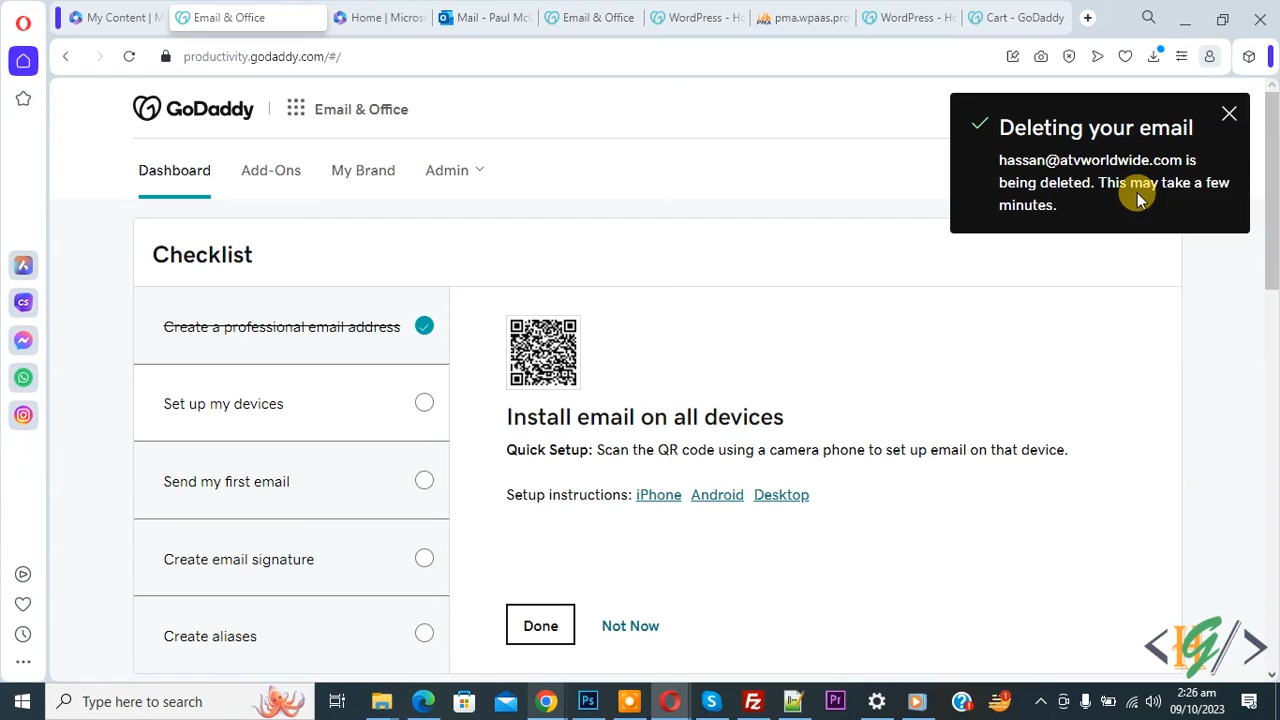 My Content | M
Email & Office
Home | Micros
Mail - Paul McC
Email & Office
WordPress - Ho
pma.wpaas.pro
WordPress - Ho
Cart - GoDaddy
productivity.godaddy.com/#/
GoDaddy
Email & Office
Dashboard
Add-Ons
My Brand
Admin
Deleting your email
hassan@atvworldwide.com is
being deleted. This may take a few
minutes.
Checklist
Create a professional email address
Set up my devices
Send my first email
Create email signature
Create aliases
Install email on all devices
Quick Setup: Scan the QR code using a camera phone to set up email on that device.
Setup instructions: iPhone Android Desktop
Done
Not Now
Type here to search
2:26 am
09/10/2023